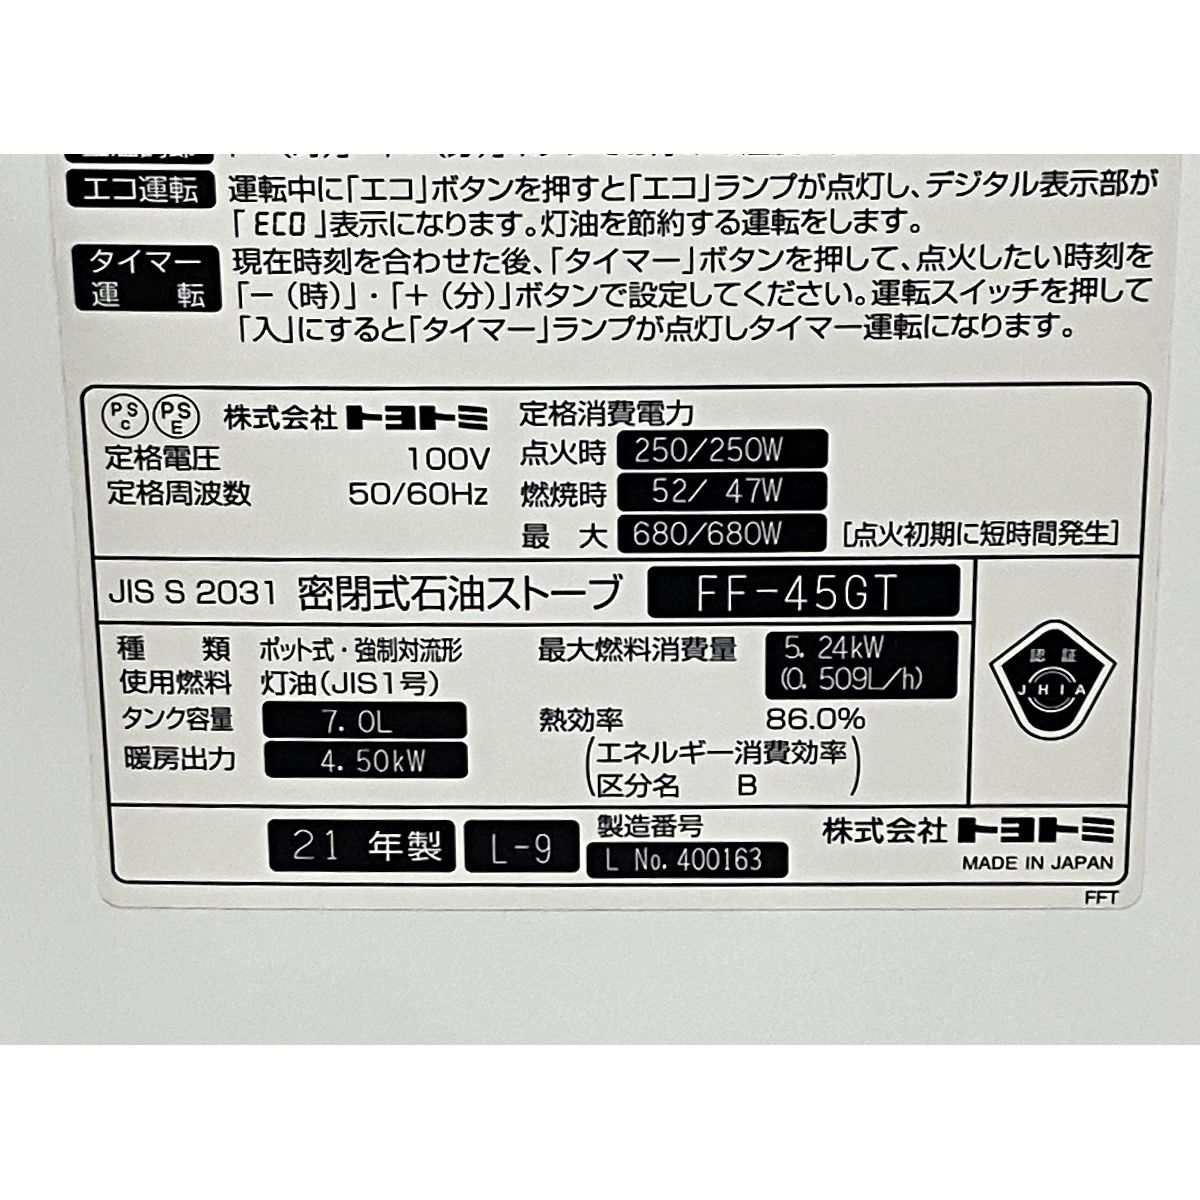 エコ運転 運転中に「エコ」ボタンを押すと「エコ」ランプが点灯し、デジタル表示部が
「ECO」表示になります。灯油を節約する運転をします。
タイマー運転 現在時刻を合わせた後、「タイマー」ボタンを押して、点火したい時刻を
「－（時）」・「＋（分）」ボタンで設定してください。運転スイッチを押して
「入」にすると「タイマー」ランプが点灯しタイマー運転になります。
PSC PSE 株式会社トヨトミ 定格消費電力
定格電圧 100V 点火時 250/250W
定格周波数 50/60Hz 燃焼時 52/ 47W
最大 680/680W [点火初期に短時間発生]
JIS S 2031 密閉式石油ストーブ FF-45GT
種類 ポット式・強制対流形 最大燃料消費量 5.24kW
使用燃料 灯油(JIS1号) (0.509L/h)
タンク容量 7.0L 熱効率 86.0%
暖房出力 4.50kW (エネルギー消費効率
区分名 B)
認証
JHIA
21 年製 L-9 製造番号 株式会社トヨトミ
L No.400163 MADE IN JAPAN
FFT